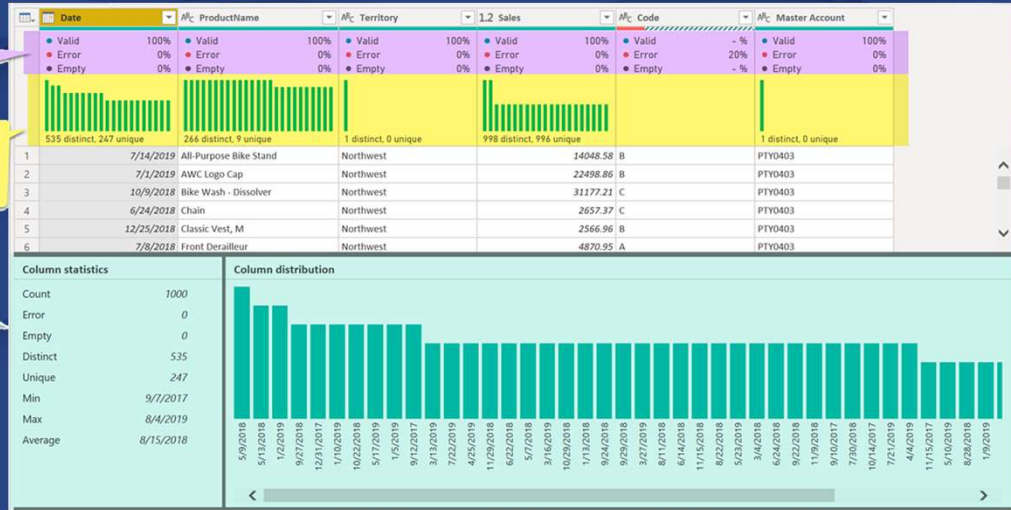 Date ABC ProductName ABC Territory 1.2 Sales ABC Code ABC Master Account
Valid 100% Valid 100% Valid 100% Valid 100% Valid - % Valid 100%
Error 0% Error 0% Error 0% Error 0% Error 20% Error 0%
Empty 0% Empty 0% Empty 0% Empty 0% Empty - % Empty 0%
535 distinct, 247 unique 266 distinct, 9 unique 1 distinct, 0 unique 998 distinct, 996 unique 1 distinct, 0 unique
1 7/14/2019 All-Purpose Bike Stand Northwest 14048.58 B PTY0403
2 7/1/2019 AWC Logo Cap Northwest 22498.86 B PTY0403
3 10/9/2018 Bike Wash - Dissolver Northwest 31177.21 C PTY0403
4 6/24/2018 Chain Northwest 2657.37 C PTY0403
5 12/25/2018 Classic Vest, M Northwest 2566.96 B PTY0403
6 7/8/2018 Front Derailleur Northwest 4870.95 A PTY0403
Column statistics
Count 1000
Error 0
Empty 0
Distinct 535
Unique 247
Min 9/7/2017
Max 8/4/2019
Average 8/15/2018
Column distribution
5/9/2018
5/13/2018
1/2/2019
9/27/2018
12/31/2017
1/10/2019
10/22/2018
5/17/2019
1/5/2019
9/12/2017
3/13/2019
7/22/2019
4/25/2019
11/29/2018
6/22/2018
5/7/2018
3/16/2019
10/29/2018
1/13/2018
9/24/2018
9/29/2018
3/27/2019
8/11/2018
6/14/2018
11/15/2018
8/22/2018
5/23/2019
3/4/2018
6/24/2018
9/22/2018
11/9/2018
9/10/2017
7/30/2018
10/14/2017
7/21/2019
4/4/2019
11/15/2017
5/10/2019
8/28/2018
1/9/2019